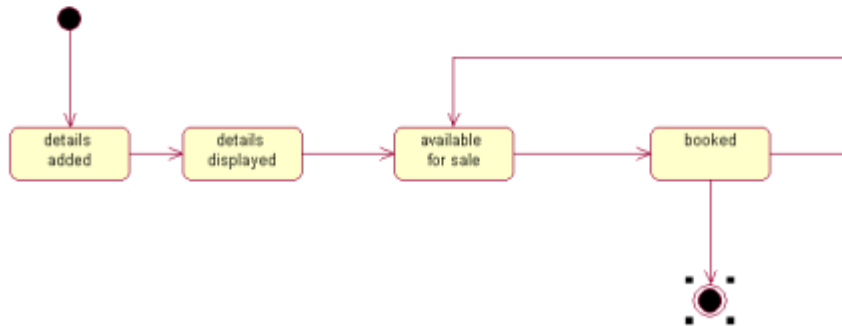 details
added
details
displayed
available
for sale
booked